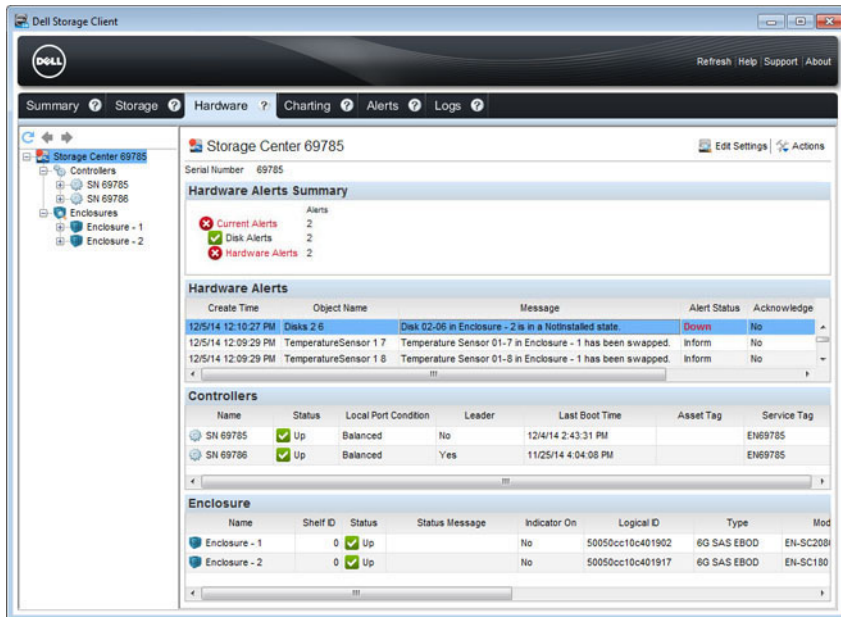 Dell Storage Client
DELL
Refresh Help Support About
Summary ? Storage ? Hardware ? Charting ? Alerts ? Logs ?
Storage Center 69785
Controllers
SN 69785
SN 69786
Enclosures
Enclosure - 1
Enclosure - 2
Storage Center 69785
Edit Settings Actions
Serial Number 69785
Hardware Alerts Summary
Alerts
Current Alerts 2
Disk Alerts 2
Hardware Alerts 2
Hardware Alerts
Create Time Object Name Message Alert Status Acknowledge
12/5/14 12:10:27 PM Disks 2 6 Disk 02-06 in Enclosure - 2 is in a NotInstalled state. Down No
12/5/14 12:09:29 PM TemperatureSensor 1 7 Temperature Sensor 01-7 in Enclosure - 1 has been swapped. Inform No
12/5/14 12:09:29 PM TemperatureSensor 1 8 Temperature Sensor 01-8 in Enclosure - 1 has been swapped. Inform No
Controllers
Name Status Local Port Condition Leader Last Boot Time Asset Tag Service Tag
SN 69785 Up Balanced No 12/4/14 2:43:31 PM EN69785
SN 69786 Up Balanced Yes 11/25/14 4:04:08 PM EN69785
Enclosure
Name Shelf ID Status Status Message Indicator On Logical ID Type Mod
Enclosure - 1 0 Up No 50050cc10c401902 6G SAS EBOD EN-SC208
Enclosure - 2 0 Up No 50050cc10c401917 6G SAS EBOD EN-SC180